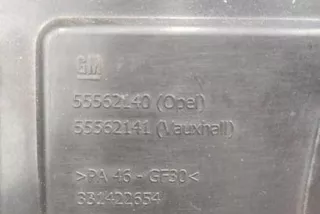 GM
55562140 (Opel)
55562141 (Vauxhall)
>PA 46 - GF30<
331422654